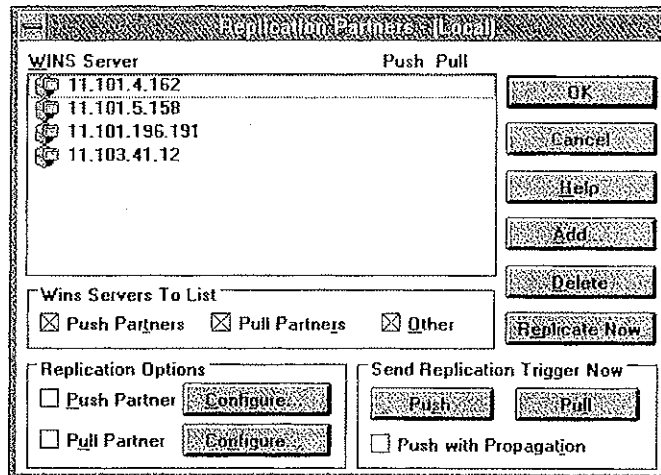 Replication Partners - (Local)
WINS Server Push Pull
11.101.4.162
11.101.5.158
11.101.196.191
11.103.41.12
OK
Cancel
Help
Add...
Delete
Replicate Now
Wins Servers To List
Push Partners Pull Partners Other
Replication Options
Push Partner Configure...
Pull Partner Configure...
Send Replication Trigger Now
Push Pull
Push with Propagation